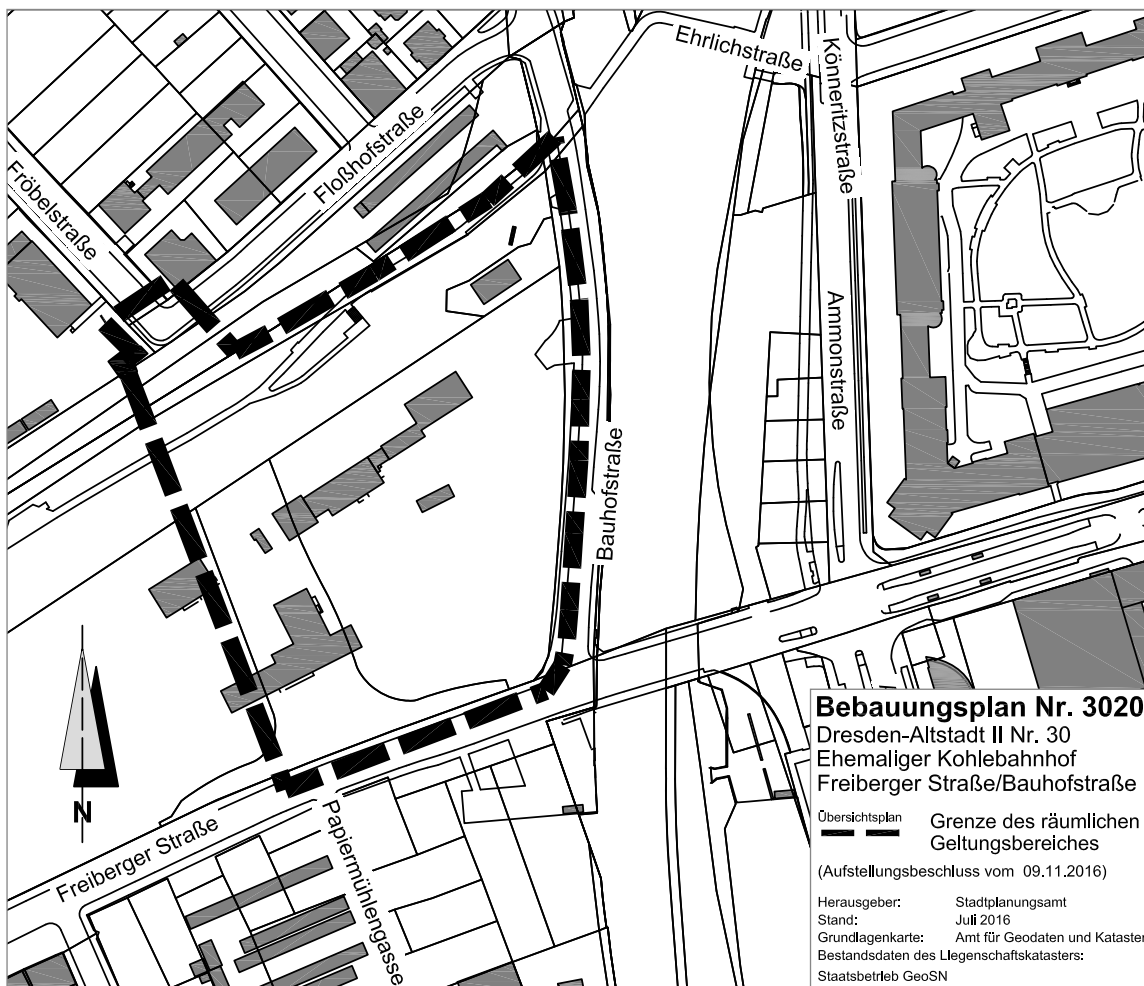 Ehrlichstraße
Könneritzstraße
Floßhofstraße
Fröbelstraße
Ammonstraße
Bauhofstraße
N
Freiberger Straße
Papiermühlengasse
Bebauungsplan Nr. 3020
Dresden-Altstadt II Nr. 30
Ehemaliger Kohlebahnhof
Freiberger Straße/Bauhofstraße
Übersichtsplan
Grenze des räumlichen
Geltungsbereiches
(Aufstellungsbeschluss vom 09.11.2016)
Herausgeber: Stadtplanungsamt
Stand: Juli 2016
Grundlagenkarte: Amt für Geodaten und Kataster
Bestandsdaten des Liegenschaftskatasters:
Staatsbetrieb GeoSN